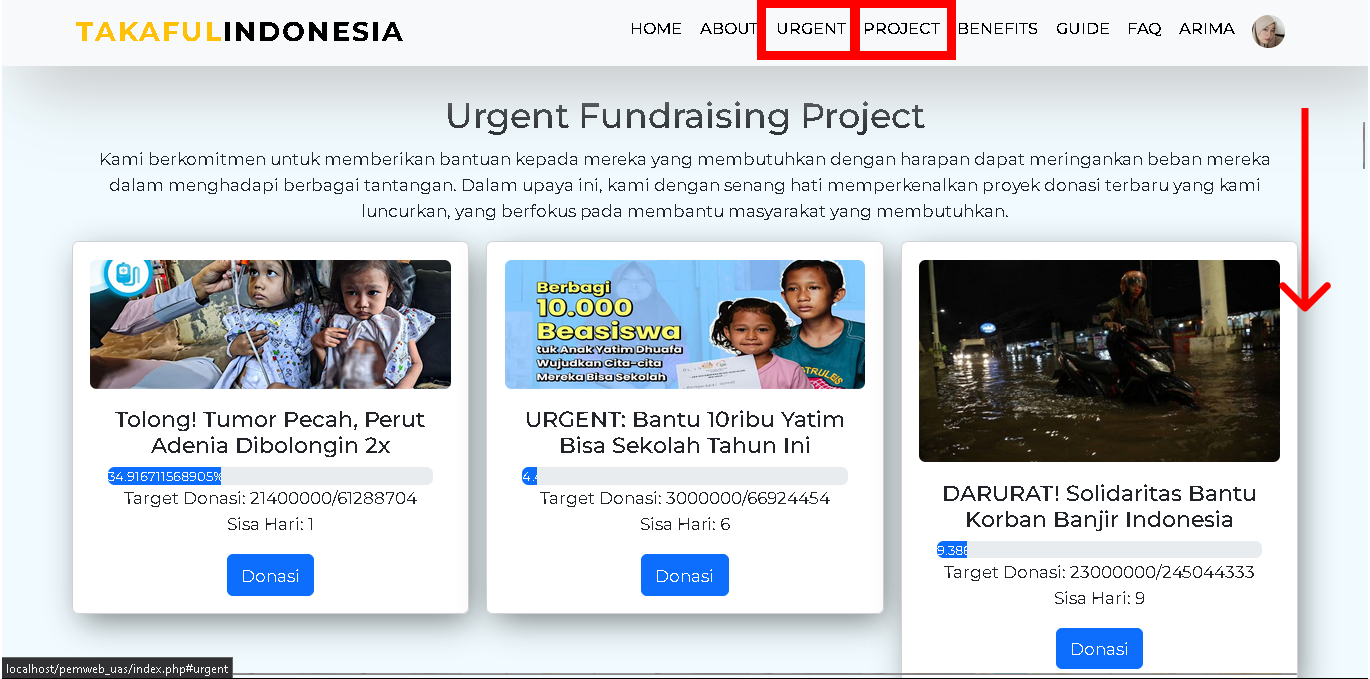 TAKAFULINDONESIA
HOME ABOUT URGENT PROJECT BENEFITS GUIDE FAQ ARIMA
Urgent Fundraising Project
Kami berkomitmen untuk memberikan bantuan kepada mereka yang membutuhkan dengan harapan dapat meringankan beban mereka
dalam menghadapi berbagai tantangan. Dalam upaya ini, kami dengan senang hati memperkenalkan proyek donasi terbaru yang kami
luncurkan, yang berfokus pada membantu masyarakat yang membutuhkan.
Tolong! Tumor Pecah, Perut
Adenia Dibolongin 2x
34.916711568905%
Target Donasi: 21400000/61288704
Sisa Hari: 1
Donasi
Berbagi
10.000
Beasiswa
tuk Anak Yatim Dhuafa
Wujudkan Cita-cita
Mereka Bisa Sekolah
URGENT: Bantu 10ribu Yatim
Bisa Sekolah Tahun Ini
Target Donasi: 3000000/66924454
Sisa Hari: 6
Donasi
DARURAT! Solidaritas Bantu
Korban Banjir Indonesia
9.386
Target Donasi: 23000000/245044333
Sisa Hari: 9
Donasi
localhost/pemweb_uas/index.php#urgent